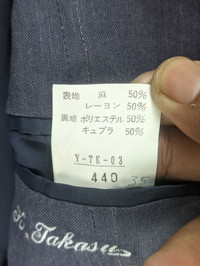 表地 麻 50%
レーヨン 50%
裏地 ポリエステル 50%
キュプラ 50%
Y-TK-03
440 35
K. Takasu